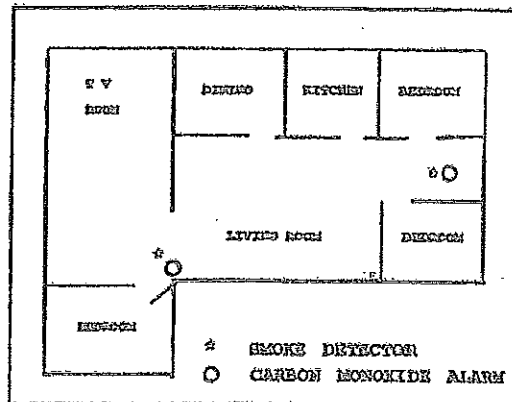 DINING
KITCHEN
BEDROOM
ROOM
LIVING ROOM
BEDROOM
BEDROOM
SMOKE DETECTOR
CARBON MONOXIDE ALARM